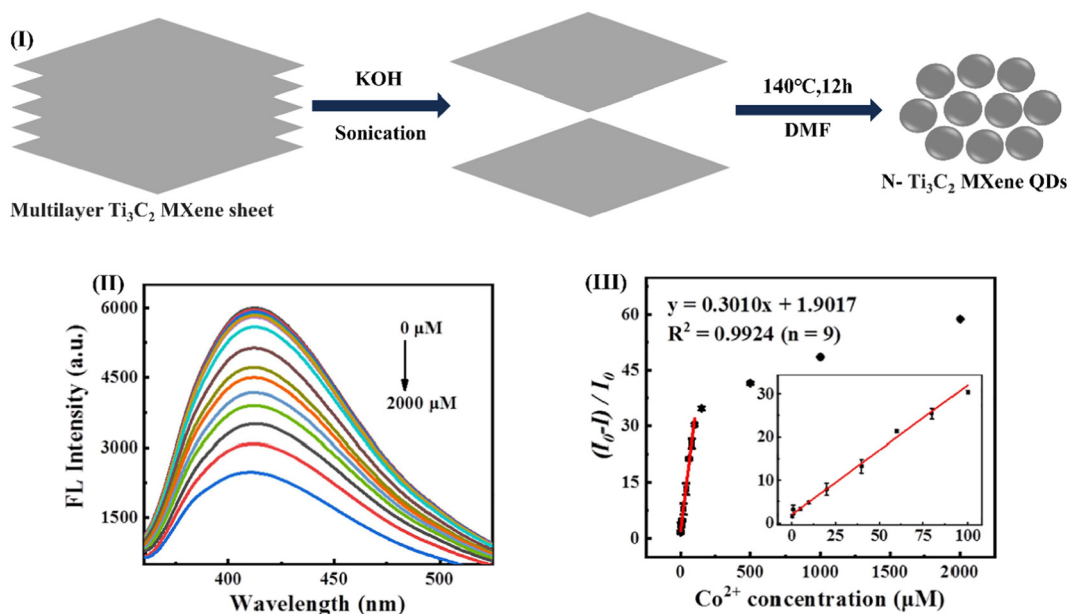 (I)
KOH
Sonication
140°C,12h
DMF
Multilayer Ti₃C₂ MXene sheet
N- Ti₃C₂ MXene QDs
(II)
6000
4500
3000
1500
FL Intensity (a.u.)
0 µM
2000 µM
400
450
500
Wavelength (nm)
(III)
y = 0.3010x + 1.9017
R² = 0.9924 (n = 9)
60
45
30
15
0
(I₀-I) / I₀
30
20
10
0
0
25
50
75
100
0
500
1000
1500
2000
Co²⁺ concentration (µM)